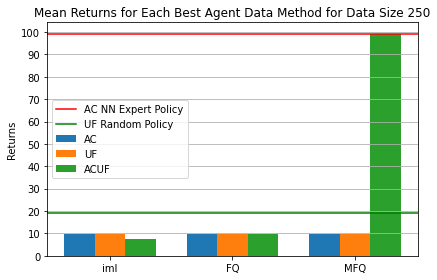 Mean Returns for Each Best Agent Data Method for Data Size 250
100
90
80
70
60
50
40
30
20
10
0
Returns
AC NN Expert Policy
UF Random Policy
AC
UF
ACUF
iml
FQ
MFQ